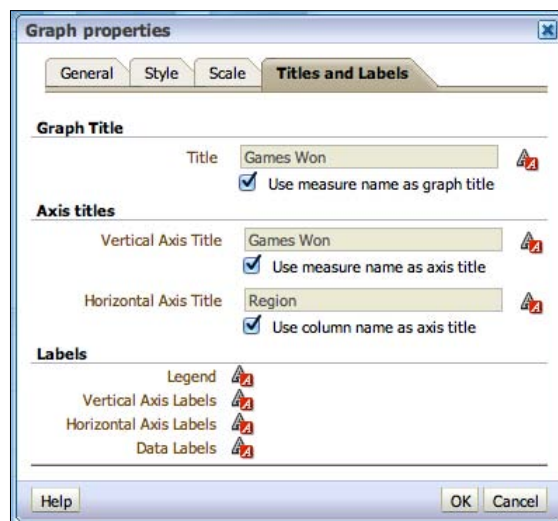 Graph properties
General Style Scale Titles and Labels
Graph Title
Title Games Won
Use measure name as graph title
Axis titles
Vertical Axis Title Games Won
Use measure name as axis title
Horizontal Axis Title Region
Use column name as axis title
Labels
Legend
Vertical Axis Labels
Horizontal Axis Labels
Data Labels
Help OK Cancel